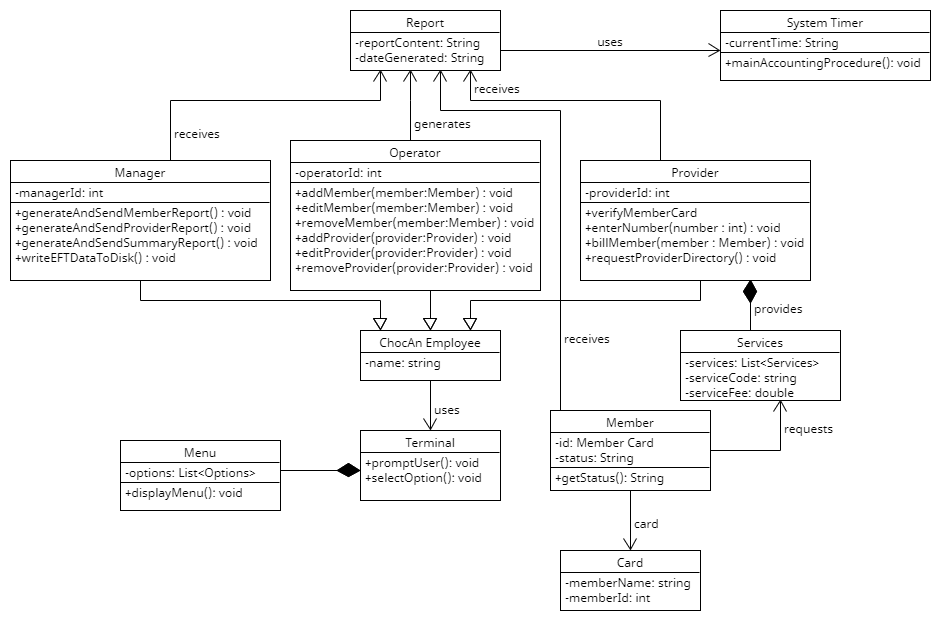 Report
-reportContent: String
-dateGenerated: String
uses
System Timer
-currentTime: String
+mainAccountingProcedure(): void
receives
generates
receives
Manager
-managerId: int
+generateAndSendMemberReport() : void
+generateAndSendProviderReport() : void
+generateAndSendSummaryReport() : void
+writeEFTDataToDisk() : void
Operator
-operatorId: int
+addMember(member:Member) : void
+editMember(member:Member) : void
+removeMember(member:Member) : void
+addProvider(provider:Provider) : void
+editProvider(provider:Provider) : void
+removeProvider(provider:Provider) : void
Provider
-providerId: int
+verifyMemberCard
+enterNumber(number : int) : void
+billMember(member : Member) : void
+requestProviderDirectory() : void
provides
ChocAn Employee
-name: string
receives
Services
-services: List<Services>
-serviceCode: string
-serviceFee: double
uses
requests
Menu
-options: List<Options>
+displayMenu(): void
Terminal
+promptUser(): void
+selectOption(): void
Member
-id: Member Card
-status: String
+getStatus(): String
card
Card
-memberName: string
-memberId: int